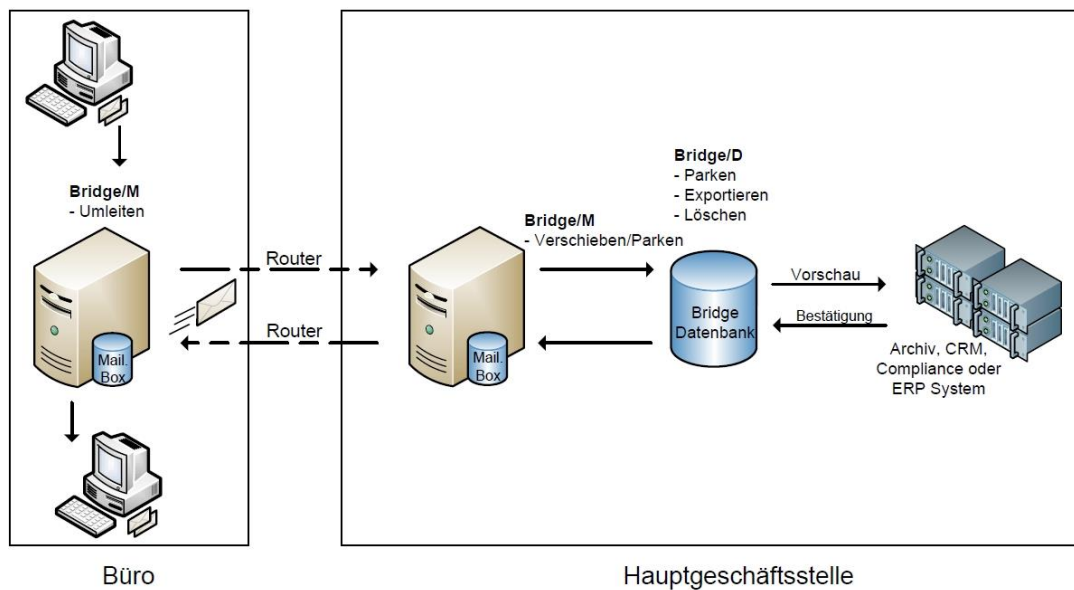 Bridge/M
- Umleiten
Mail.
Box
Router
Router
Mail.
Box
Bridge/M
- Verschieben/Parken
Bridge/D
- Parken
- Exportieren
- Löschen
Bridge
Datenbank
Vorschau
Bestätigung
Archiv, CRM,
Compliance oder
ERP System
Büro
Hauptgeschäftsstelle